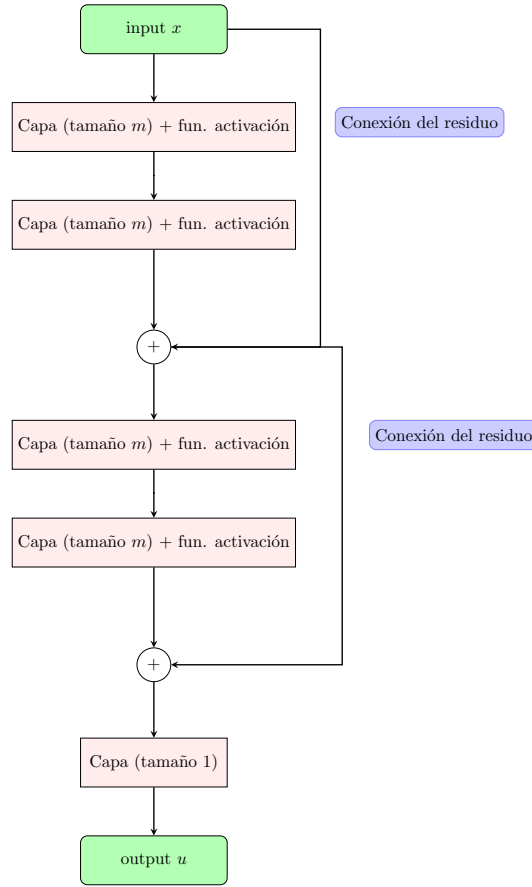 input x
Capa (tamaño m) + fun. activación
Conexión del residuo
Capa (tamaño m) + fun. activación
+
Capa (tamaño m) + fun. activación
Conexión del residuo
Capa (tamaño m) + fun. activación
+
Capa (tamaño 1)
output u